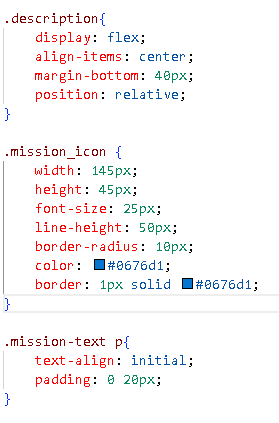 .description{
display: flex;
align-items: center;
margin-bottom: 40px;
position: relative;
}
.mission_icon {
width: 145px;
height: 45px;
font-size: 25px;
line-height: 50px;
border-radius: 10px;
color: #0676d1;
border: 1px solid #0676d1;
}
.mission-text p{
text-align: initial;
padding: 0 20px;
}